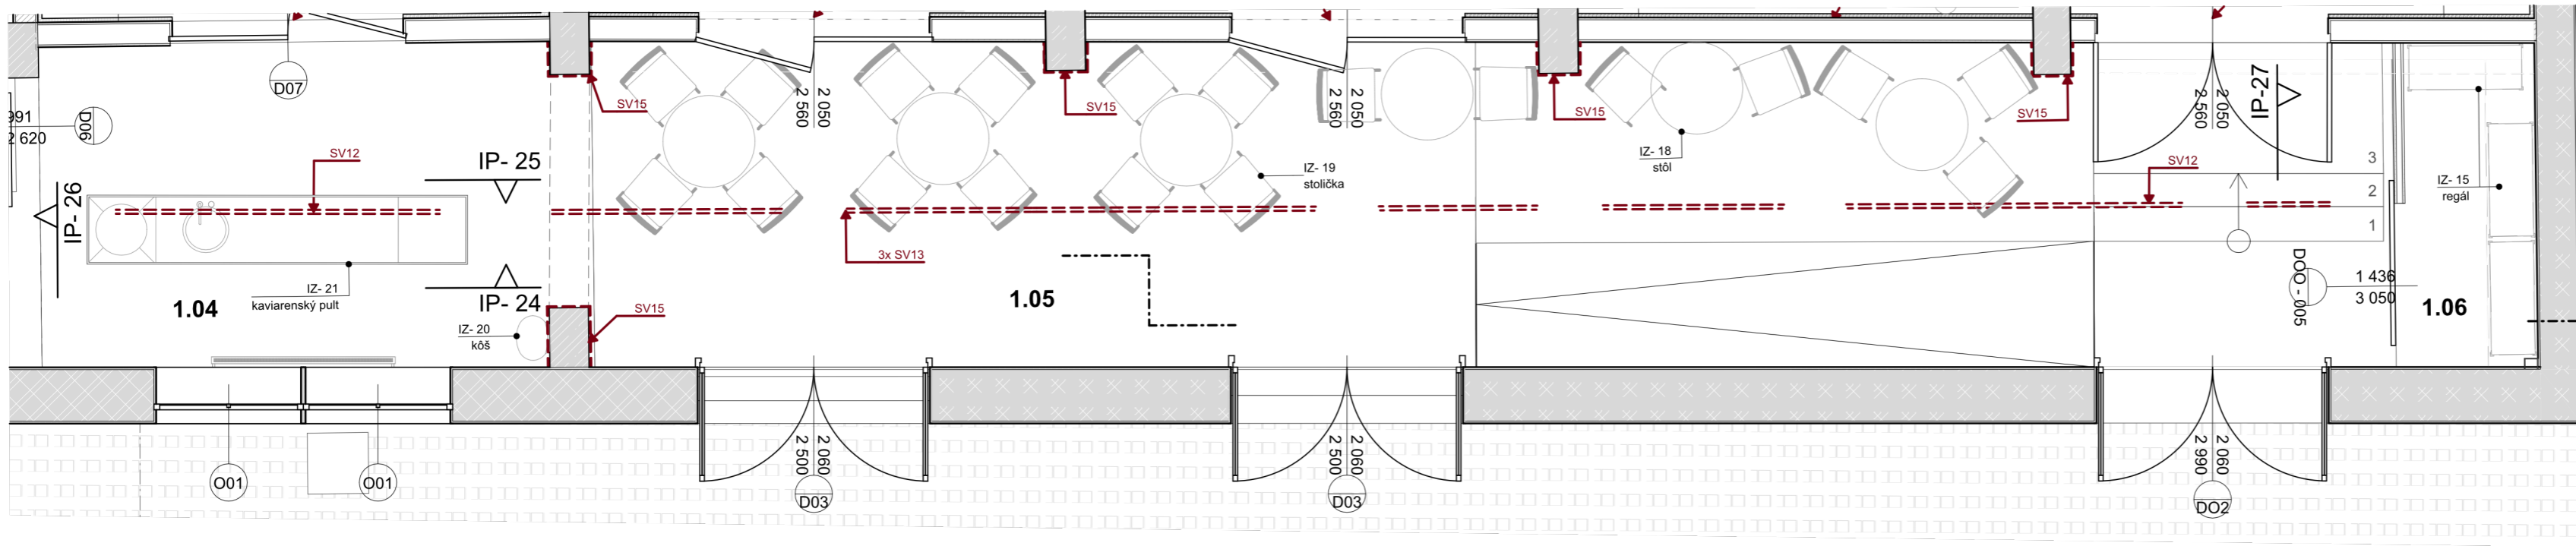 D07
D06
991
2 620
SV12
IP- 26
IP- 25
IP- 24
IZ- 21
kaviarenský pult
1.04
IZ- 20
kôš
SV15
SV15
2 560
2 050
SV15
3x SV13
1.05
IZ- 19
stolička
2 560
2 050
SV15
IZ- 18
stôl
SV15
2 560
2 050
IP-27
SV12
3
2
1
IZ- 15
regál
DOO - 005
1 436
3 050
1.06
O01
O01
2 500
2 060
D03
2 500
2 060
D03
2 990
2 060
DO2